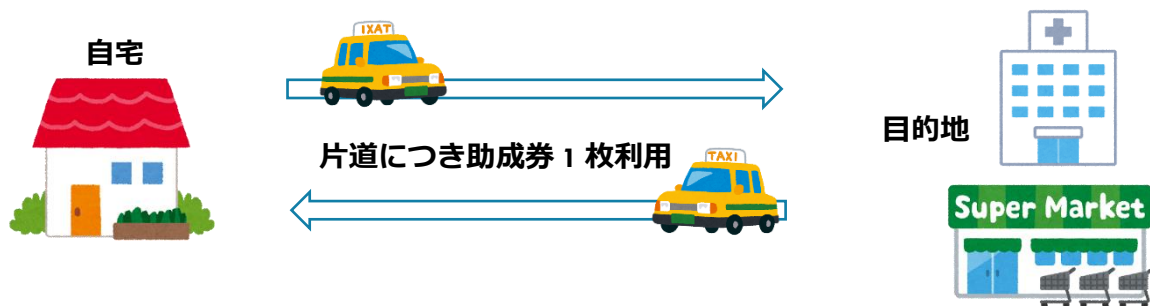 自宅
IXAT
目的地
片道につき助成券1枚利用
TAXI
Super Market